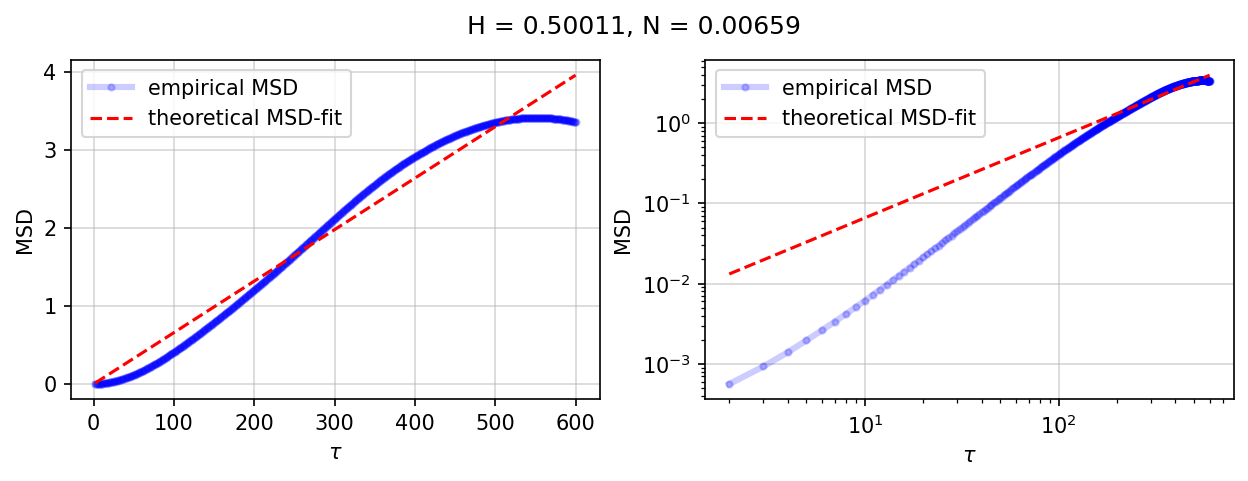 H = 0.50011, N = 0.00659
empirical MSD
theoretical MSD-fit
MSD
4
3
2
1
0
0 100 200 300 400 500 600
τ
empirical MSD
theoretical MSD-fit
MSD
10⁰
10⁻¹
10⁻²
10⁻³
10¹ 10²
τ